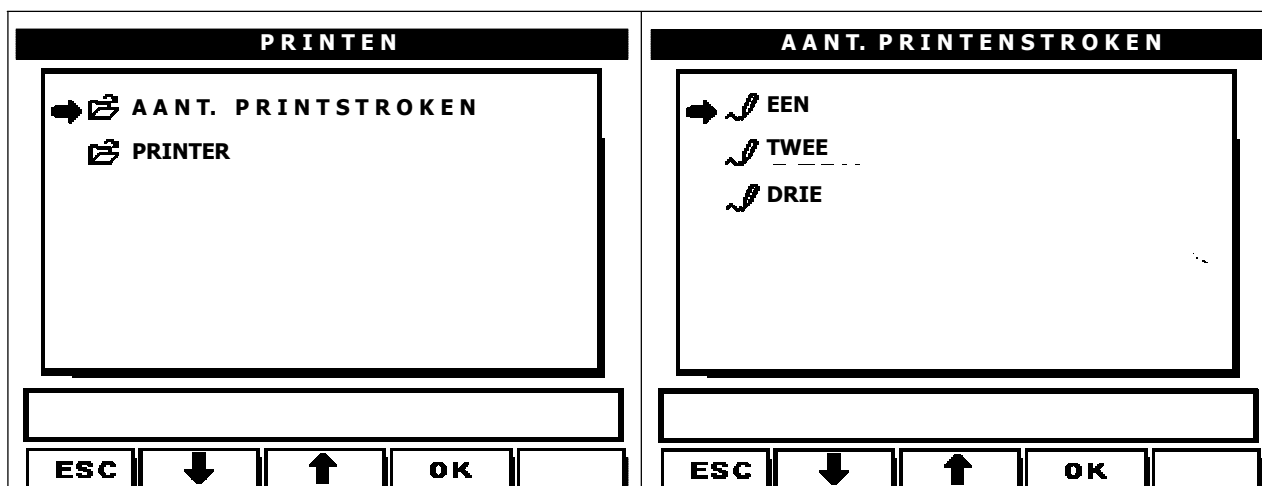 PRINTEN
AANT. PRINTSTROKEN
PRINTER
ESC OK
AANT. PRINTENSTROKEN
EEN
TWEE
DRIE
ESC OK